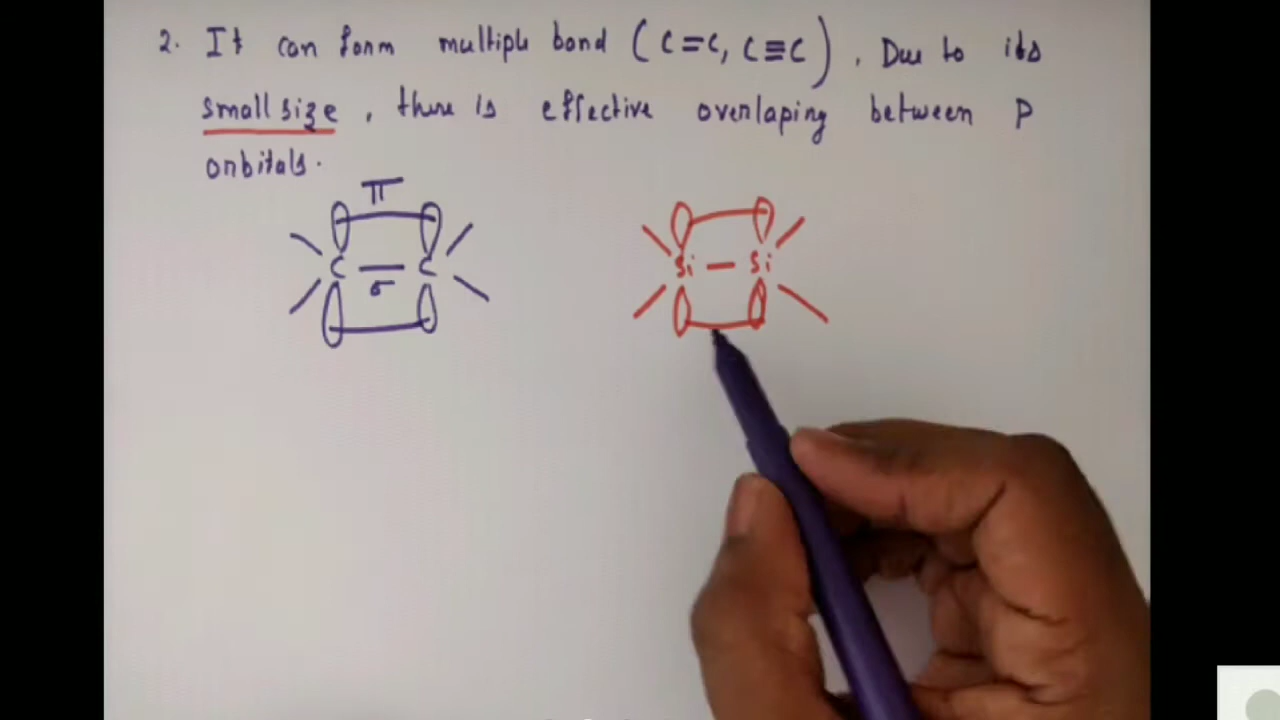 2. It can form multiple bond (C=C, C≡C). Due to its
small size, there is effective overlaping between P
orbitals.
π
C — C
σ
Si — Si